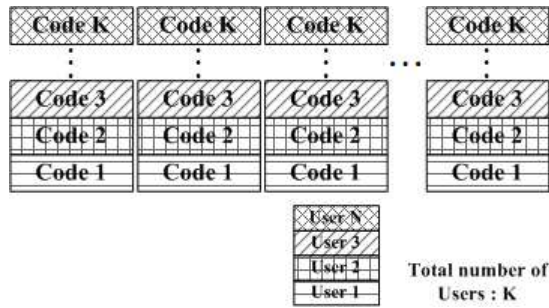 Code K Code K Code K Code K
Code 3 Code 3 Code 3 Code 3
Code 2 Code 2 Code 2 Code 2
Code 1 Code 1 Code 1 Code 1
User N
User 3
User 2
User 1
Total number of
Users : K